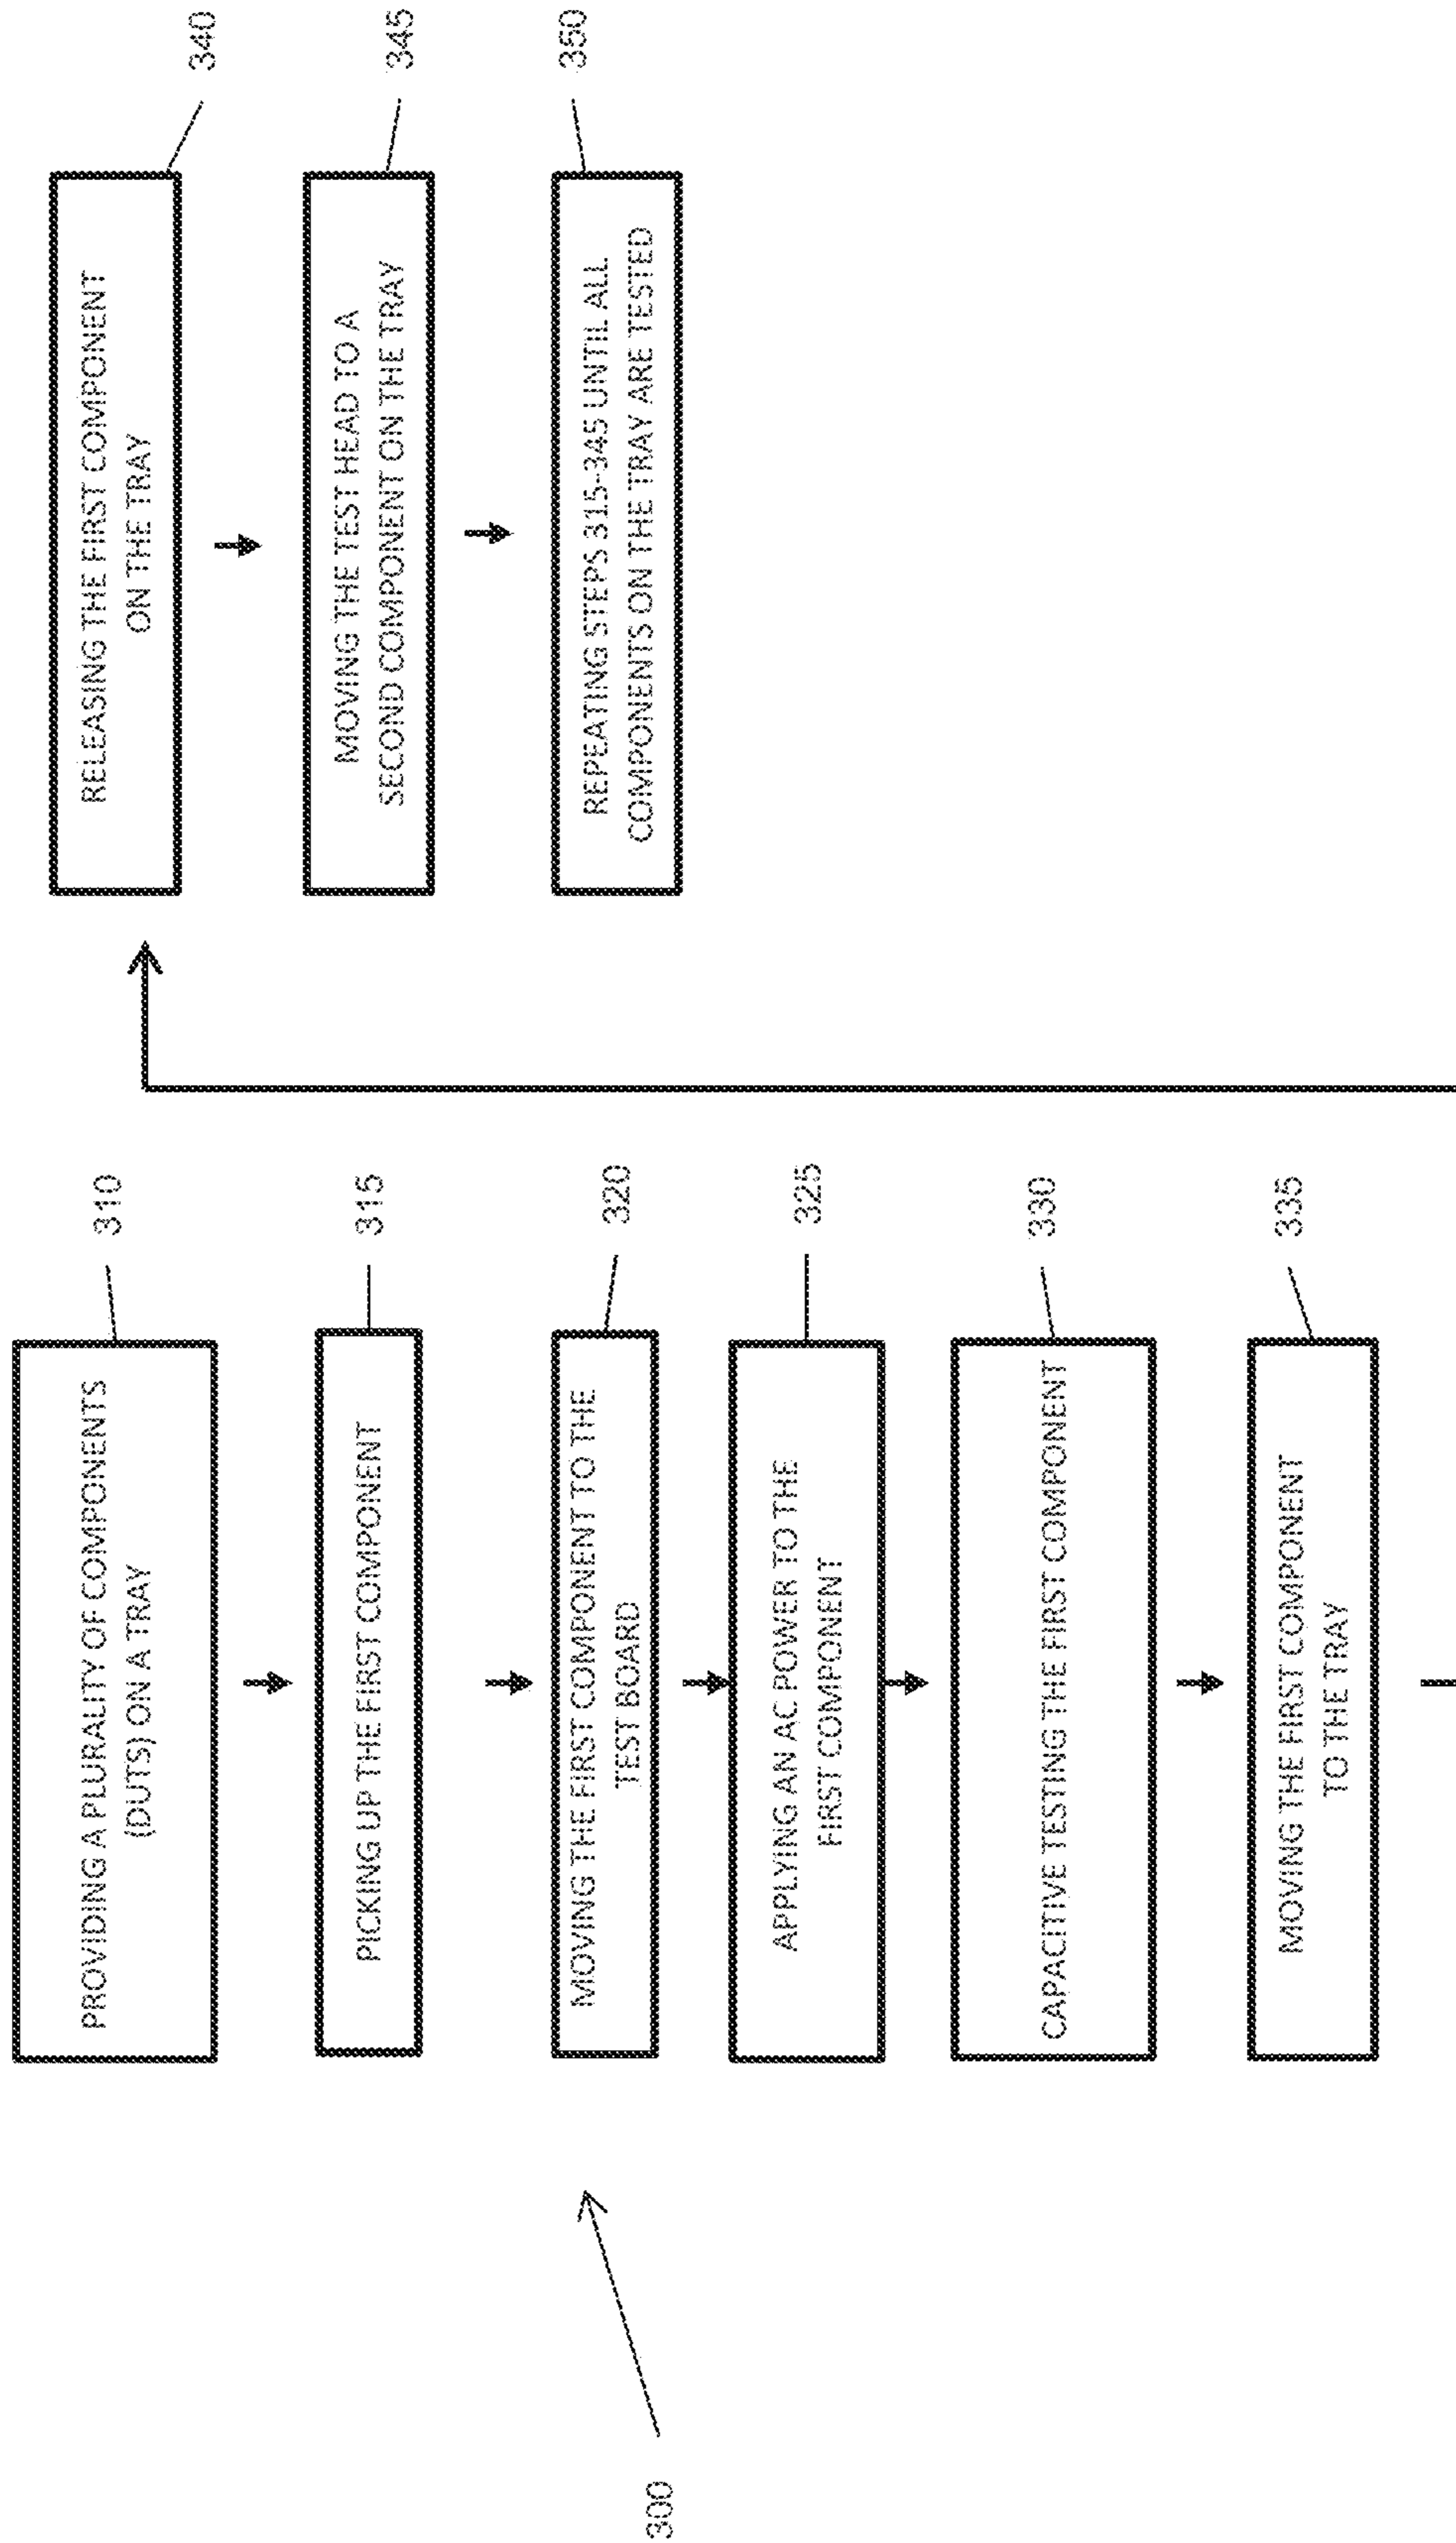 300
PROVIDING A PLURALITY OF COMPONENTS
(DUTS) ON A TRAY
310
PICKING UP THE FIRST COMPONENT
315
MOVING THE FIRST COMPONENT TO THE
TEST BOARD
320
APPLYING AN AC POWER TO THE
FIRST COMPONENT
325
CAPACITIVE TESTING THE FIRST COMPONENT
330
MOVING THE FIRST COMPONENT
TO THE TRAY
335
RELEASING THE FIRST COMPONENT
ON THE TRAY
340
MOVING THE TEST HEAD TO A
SECOND COMPONENT ON THE TRAY
345
REPEATING STEPS 315-345 UNTIL ALL
COMPONENTS ON THE TRAY ARE TESTED
350